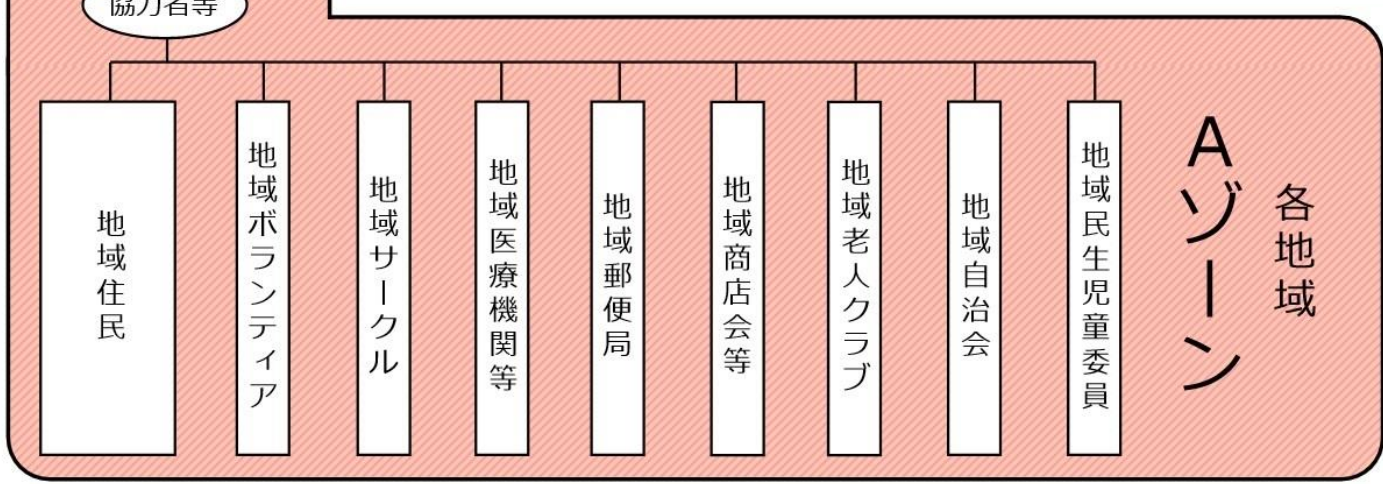 協力者等
各地域
Aゾーン
地域民生児童委員
地域自治会
地域老人クラブ
地域商店会等
地域郵便局
地域医療機関等
地域サークル
地域ボランティア
地域住民